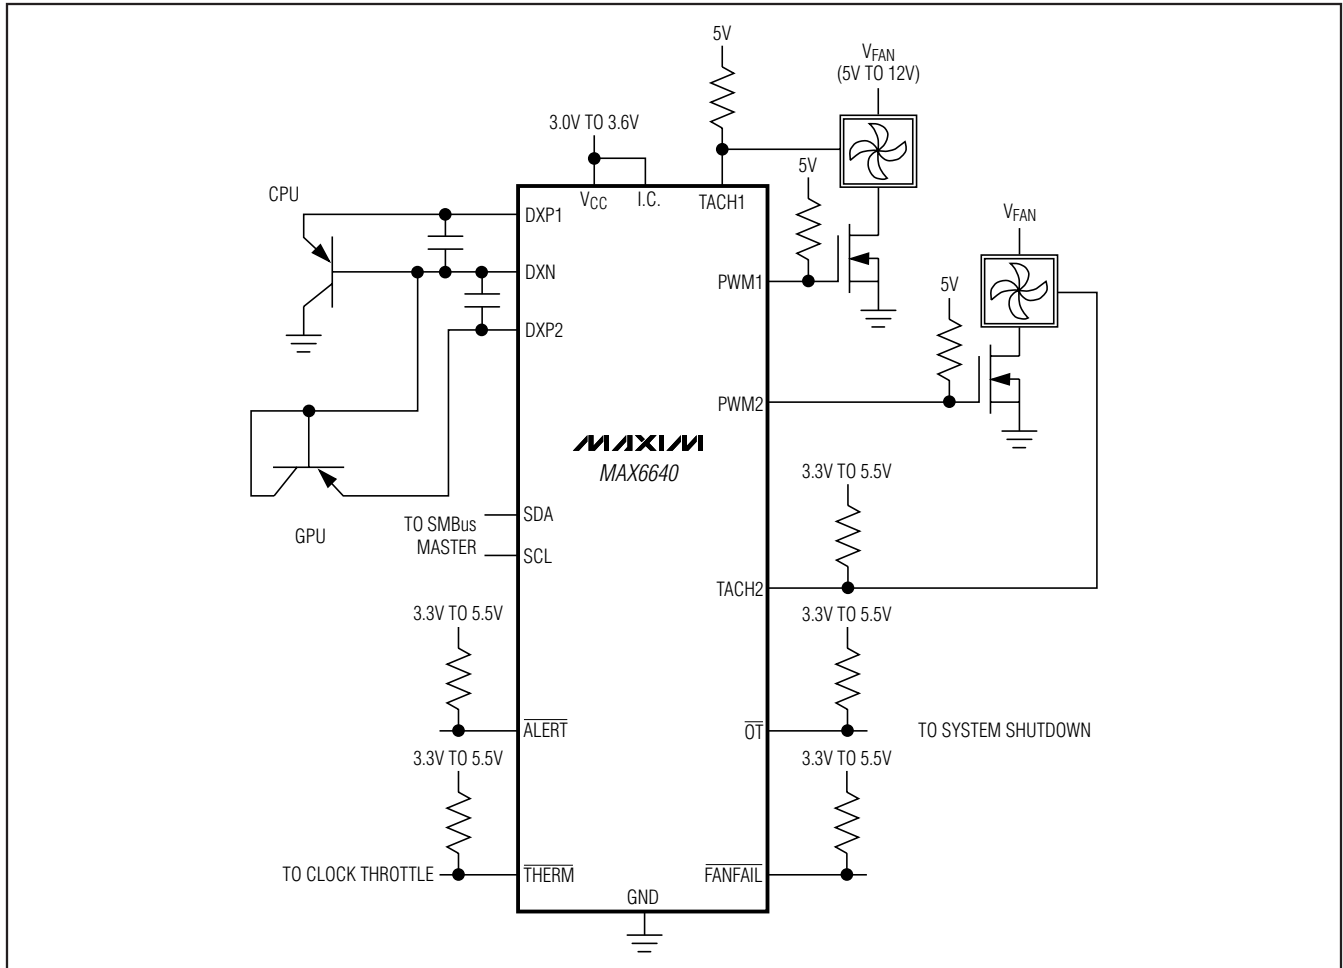 5V
VFAN
(5V TO 12V)
3.0V TO 3.6V
5V
CPU
VCC
I.C.
TACH1
DXP1
VFAN
DXN
PWM1
5V
DXP2
PWM2
MAXIM
MAX6640
3.3V TO 5.5V
SDA
TO SMBus
MASTER
GPU
SCL
TACH2
3.3V TO 5.5V
3.3V TO 5.5V
ALERT
OT
TO SYSTEM SHUTDOWN
3.3V TO 5.5V
3.3V TO 5.5V
TO CLOCK THROTTLE
THERM
FANFAIL
GND